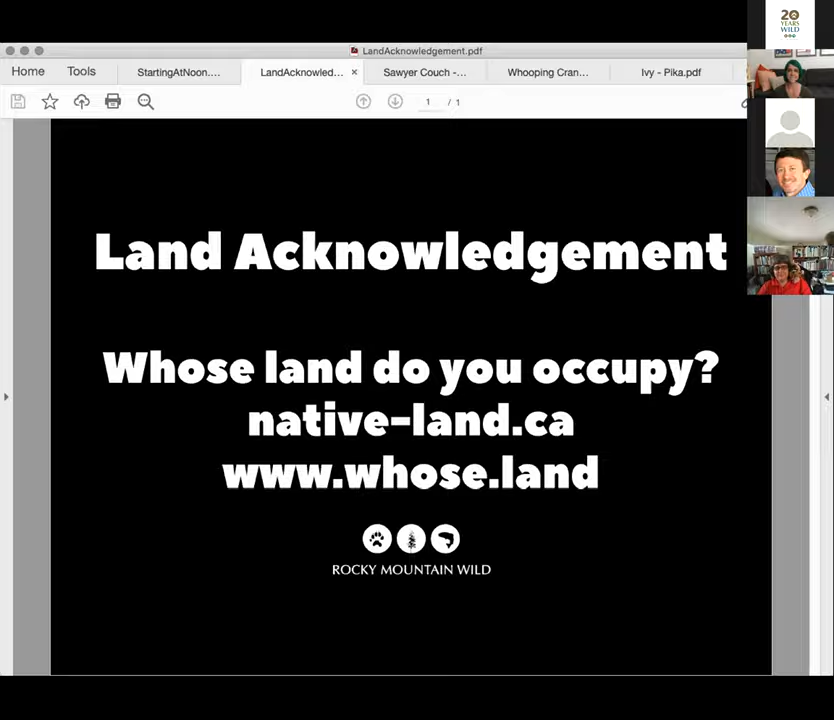 20
YEARS
WILD
LandAcknowledgement.pdf
Home
Tools
StartingAtNoon....
LandAcknowled...
Sawyer Couch -...
Whooping Cran...
Ivy - Pika.pdf
1 / 1
Land Acknowledgement
Whose land do you occupy?
native-land.ca
www.whose.land
ROCKY MOUNTAIN WILD